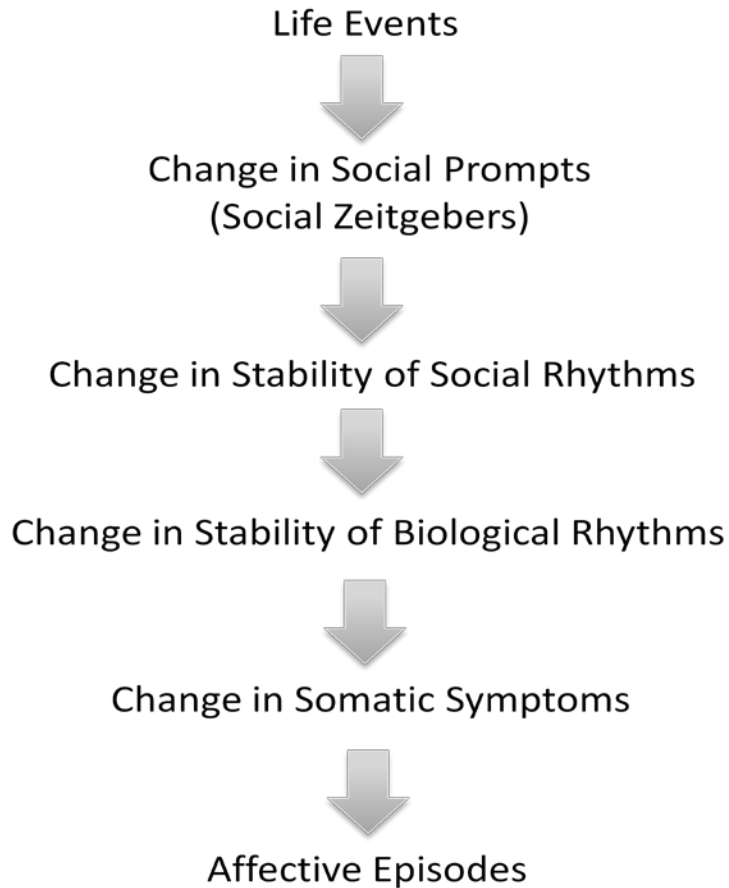 Life Events
Change in Social Prompts
(Social Zeitgebers)
Change in Stability of Social Rhythms
Change in Stability of Biological Rhythms
Change in Somatic Symptoms
Affective Episodes